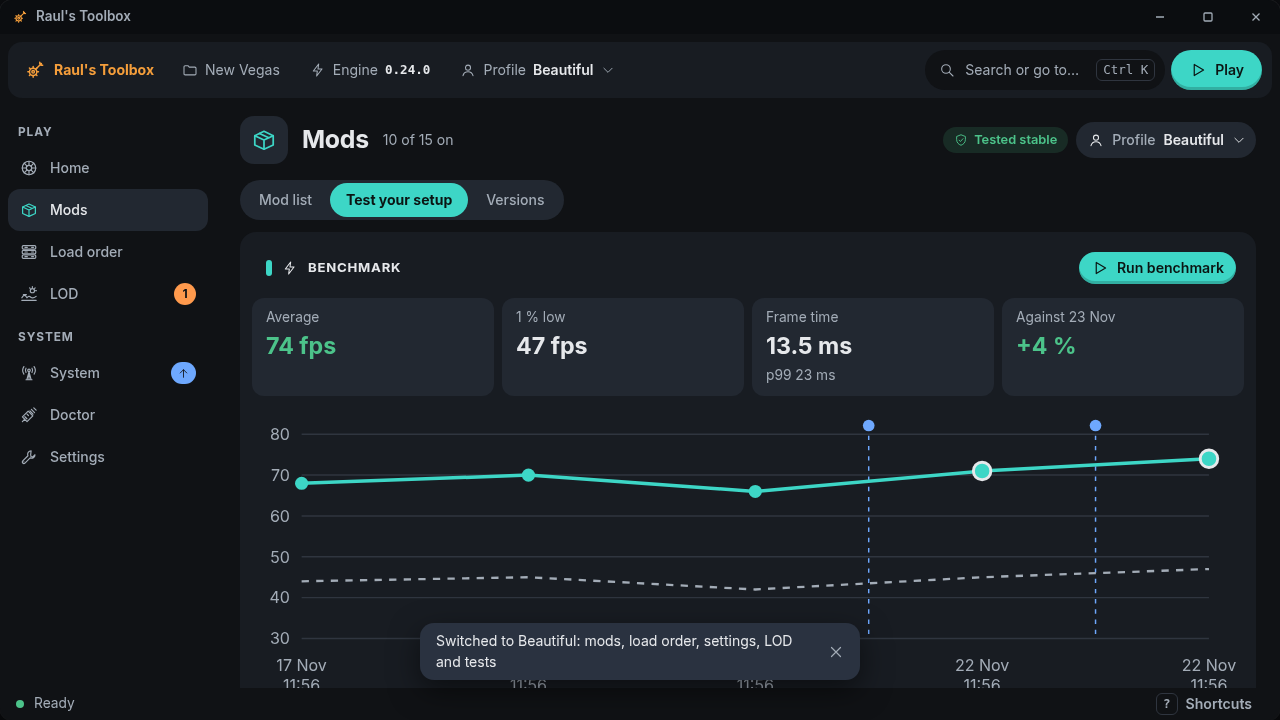 Raul's Toolbox
Raul's Toolbox
New Vegas
Engine 0.24.0
Profile Beautiful
Search or go to...
Ctrl K
Play
PLAY
Home
Mods
Load order
LOD
1
SYSTEM
System
Doctor
Settings
Mods
10 of 15 on
Tested stable
Profile Beautiful
Mod list
Test your setup
Versions
BENCHMARK
Run benchmark
Average
74 fps
1 % low
47 fps
Frame time
13.5 ms
p99 23 ms
Against 23 Nov
+4 %
80
70
60
50
40
30
17 Nov
11:56
11:56
11:56
22 Nov
11:56
22 Nov
11:56
Switched to Beautiful: mods, load order, settings, LOD
and tests
Ready
? Shortcuts